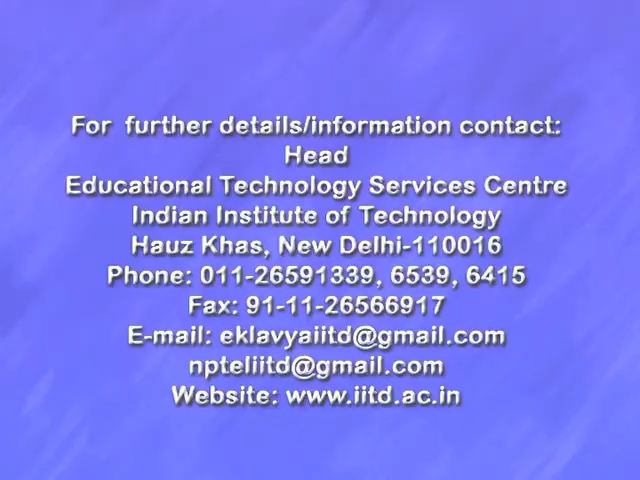 For further details/information contact:
Head
Educational Technology Services Centre
Indian Institute of Technology
Hauz Khas, New Delhi-110016
Phone: 011-26591339, 6539, 6415
Fax: 91-11-26566917
E-mail: eklavyaiitd@gmail.com
npteliitd@gmail.com
Website: www.iitd.ac.in